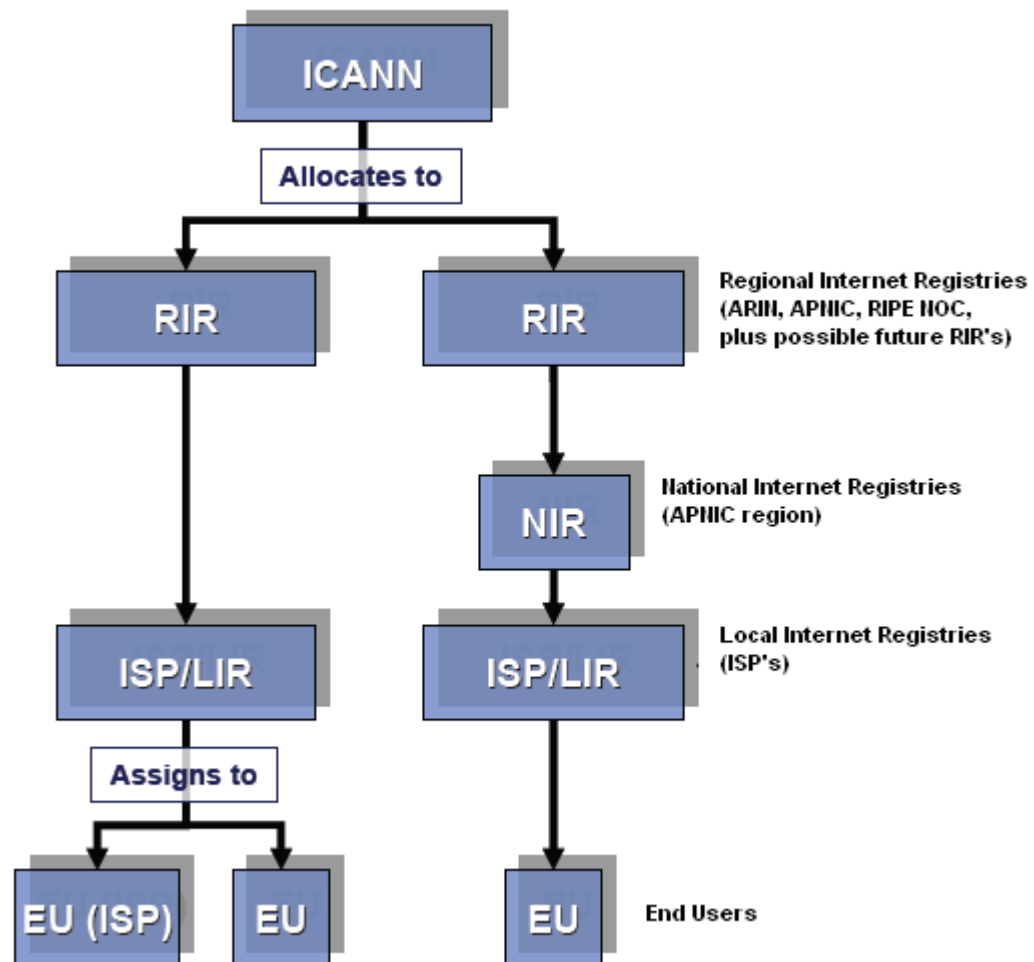 ICANN
Allocates to
RIR
RIR
Regional Internet Registries
(ARIN, APNIC, RIPE NOC,
plus possible future RIR's)
NIR
National Internet Registries
(APNIC region)
ISP/LIR
ISP/LIR
Local Internet Registries
(ISP's)
Assigns to
EU (ISP)
EU
EU
End Users